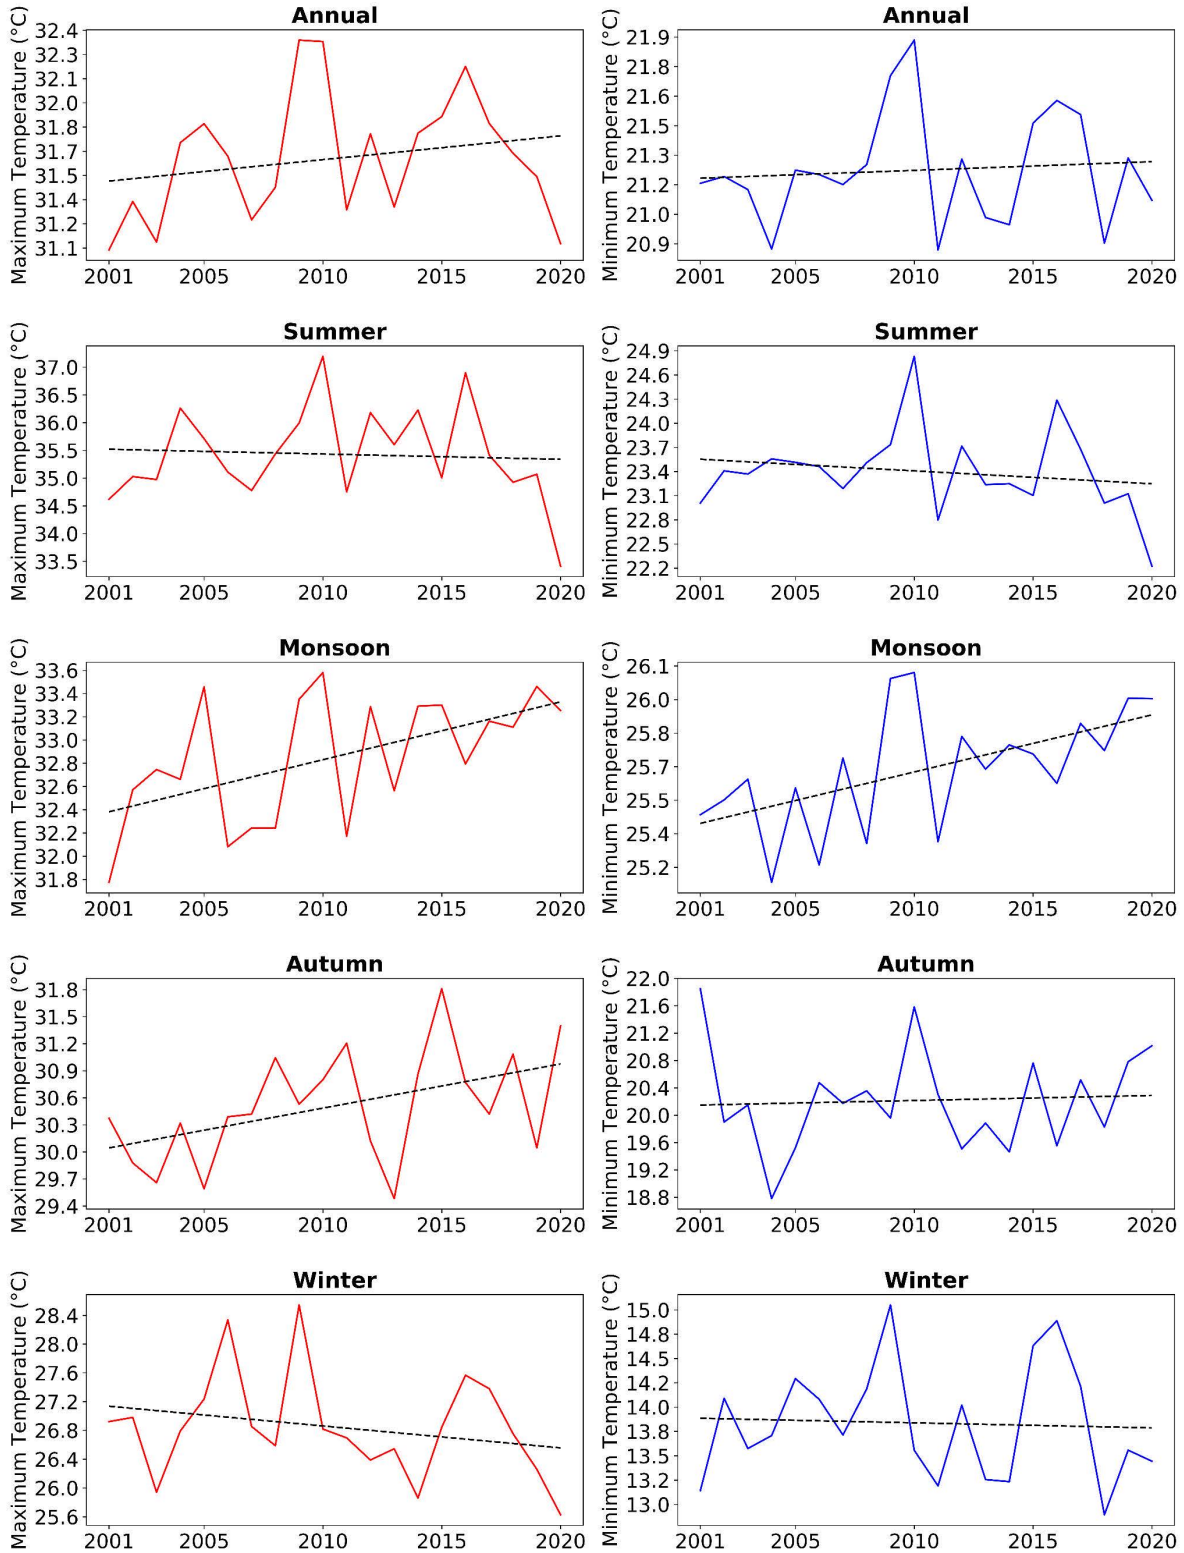 Annual
Maximum Temperature (°C)
32.4
32.3
32.1
32.0
31.8
31.7
31.5
31.4
31.2
31.1
2001 2005 2010 2015 2020
Annual
Minimum Temperature (°C)
21.9
21.8
21.6
21.5
21.3
21.2
21.0
20.9
2001 2005 2010 2015 2020
Summer
Maximum Temperature (°C)
37.0
36.5
36.0
35.5
35.0
34.5
34.0
33.5
2001 2005 2010 2015 2020
Summer
Minimum Temperature (°C)
24.9
24.6
24.3
24.0
23.7
23.4
23.1
22.8
22.5
22.2
2001 2005 2010 2015 2020
Monsoon
Maximum Temperature (°C)
33.6
33.4
33.2
33.0
32.8
32.6
32.4
32.2
32.0
31.8
2001 2005 2010 2015 2020
Monsoon
Minimum Temperature (°C)
26.1
26.0
25.8
25.7
25.5
25.4
25.2
2001 2005 2010 2015 2020
Autumn
Maximum Temperature (°C)
31.8
31.5
31.2
30.9
30.6
30.3
30.0
29.7
29.4
2001 2005 2010 2015 2020
Autumn
Minimum Temperature (°C)
22.0
21.6
21.2
20.8
20.4
20.0
19.6
19.2
18.8
2001 2005 2010 2015 2020
Winter
Maximum Temperature (°C)
28.4
28.0
27.6
27.2
26.8
26.4
26.0
25.6
2001 2005 2010 2015 2020
Winter
Minimum Temperature (°C)
15.0
14.8
14.5
14.2
14.0
13.8
13.5
13.2
13.0
2001 2005 2010 2015 2020